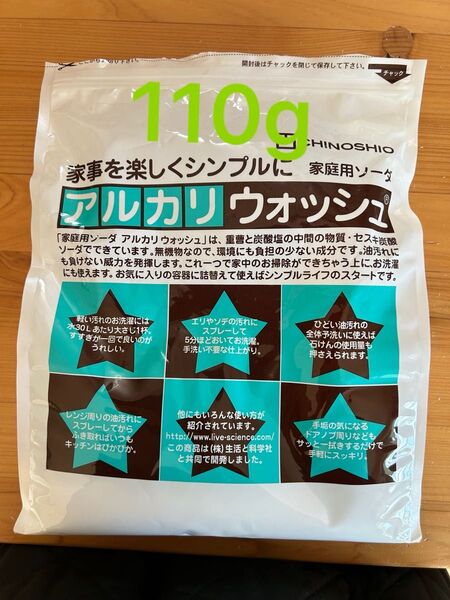 開封後はチャックを閉じて保存して下さい。
チャック
110g
CHINOSHIO
家事を楽しくシンプルに 家庭用ソーダ
アルカリウォッシュ®
「家庭用ソーダ アルカリウォッシュ」は、重曹と炭酸塩の中間の物質・セスキ炭酸
ソーダでできています。無機物なので、環境にも負担の少ない成分です。油汚れに
も負けない威力を発揮します。これ一つで家中のお掃除ができちゃう上に、お洗濯
にも使えます。お気に入りの容器に詰替えて使えばシンプルライフのスタートです。
軽い汚れのお洗濯には
水30Lあたり大さじ1杯。
すすぎが一回で良いのが
うれしい。
エリやソデの汚れに
スプレーして
5分ほどおいてお洗濯。
手洗い不要な仕上がり。
ひどい油汚れの
全体予洗いに使えば
石けんの使用量も
押さえられます。
レンジ周りの油汚れに
スプレーしてから
ふき取ればいつも
キッチンはぴかぴか。
他にもいろんな使い方が
紹介されています。
http://www.live-science.com/
この商品は(株)生活と科学社
と共同で開発しました。
手垢の気になる
ドアノブ周りなども
サッと一拭きするだけで
手軽にスッキリ。